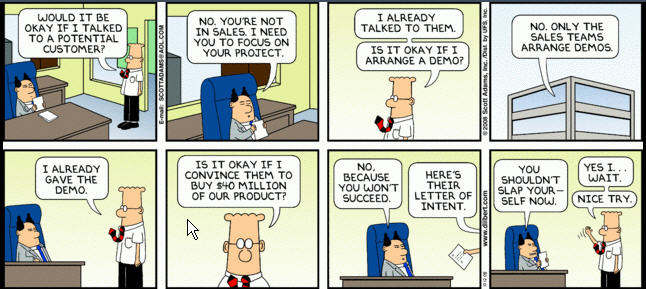 WOULD IT BE
OKAY IF I TALKED
TO A POTENTIAL
CUSTOMER?
E-mail: SCOTTADAMS@AOL.COM
NO. YOU'RE NOT
IN SALES. I NEED
YOU TO FOCUS ON
YOUR PROJECT.
I ALREADY
TALKED TO THEM.
IS IT OKAY IF I
ARRANGE A DEMO?
© 2008 Scott Adams, Inc./Dist. by UFS, Inc.
NO. ONLY THE
SALES TEAMS
ARRANGE DEMOS.
I ALREADY
GAVE THE
DEMO.
IS IT OKAY IF I
CONVINCE THEM TO
BUY $40 MILLION
OF OUR PRODUCT?
NO,
BECAUSE
YOU WON'T
SUCCEED.
HERE'S
THEIR
LETTER OF
INTENT.
www.dilbert.com
YOU
SHOULDN'T
SLAP YOUR-
SELF NOW.
YES I...
WAIT.
NICE TRY.